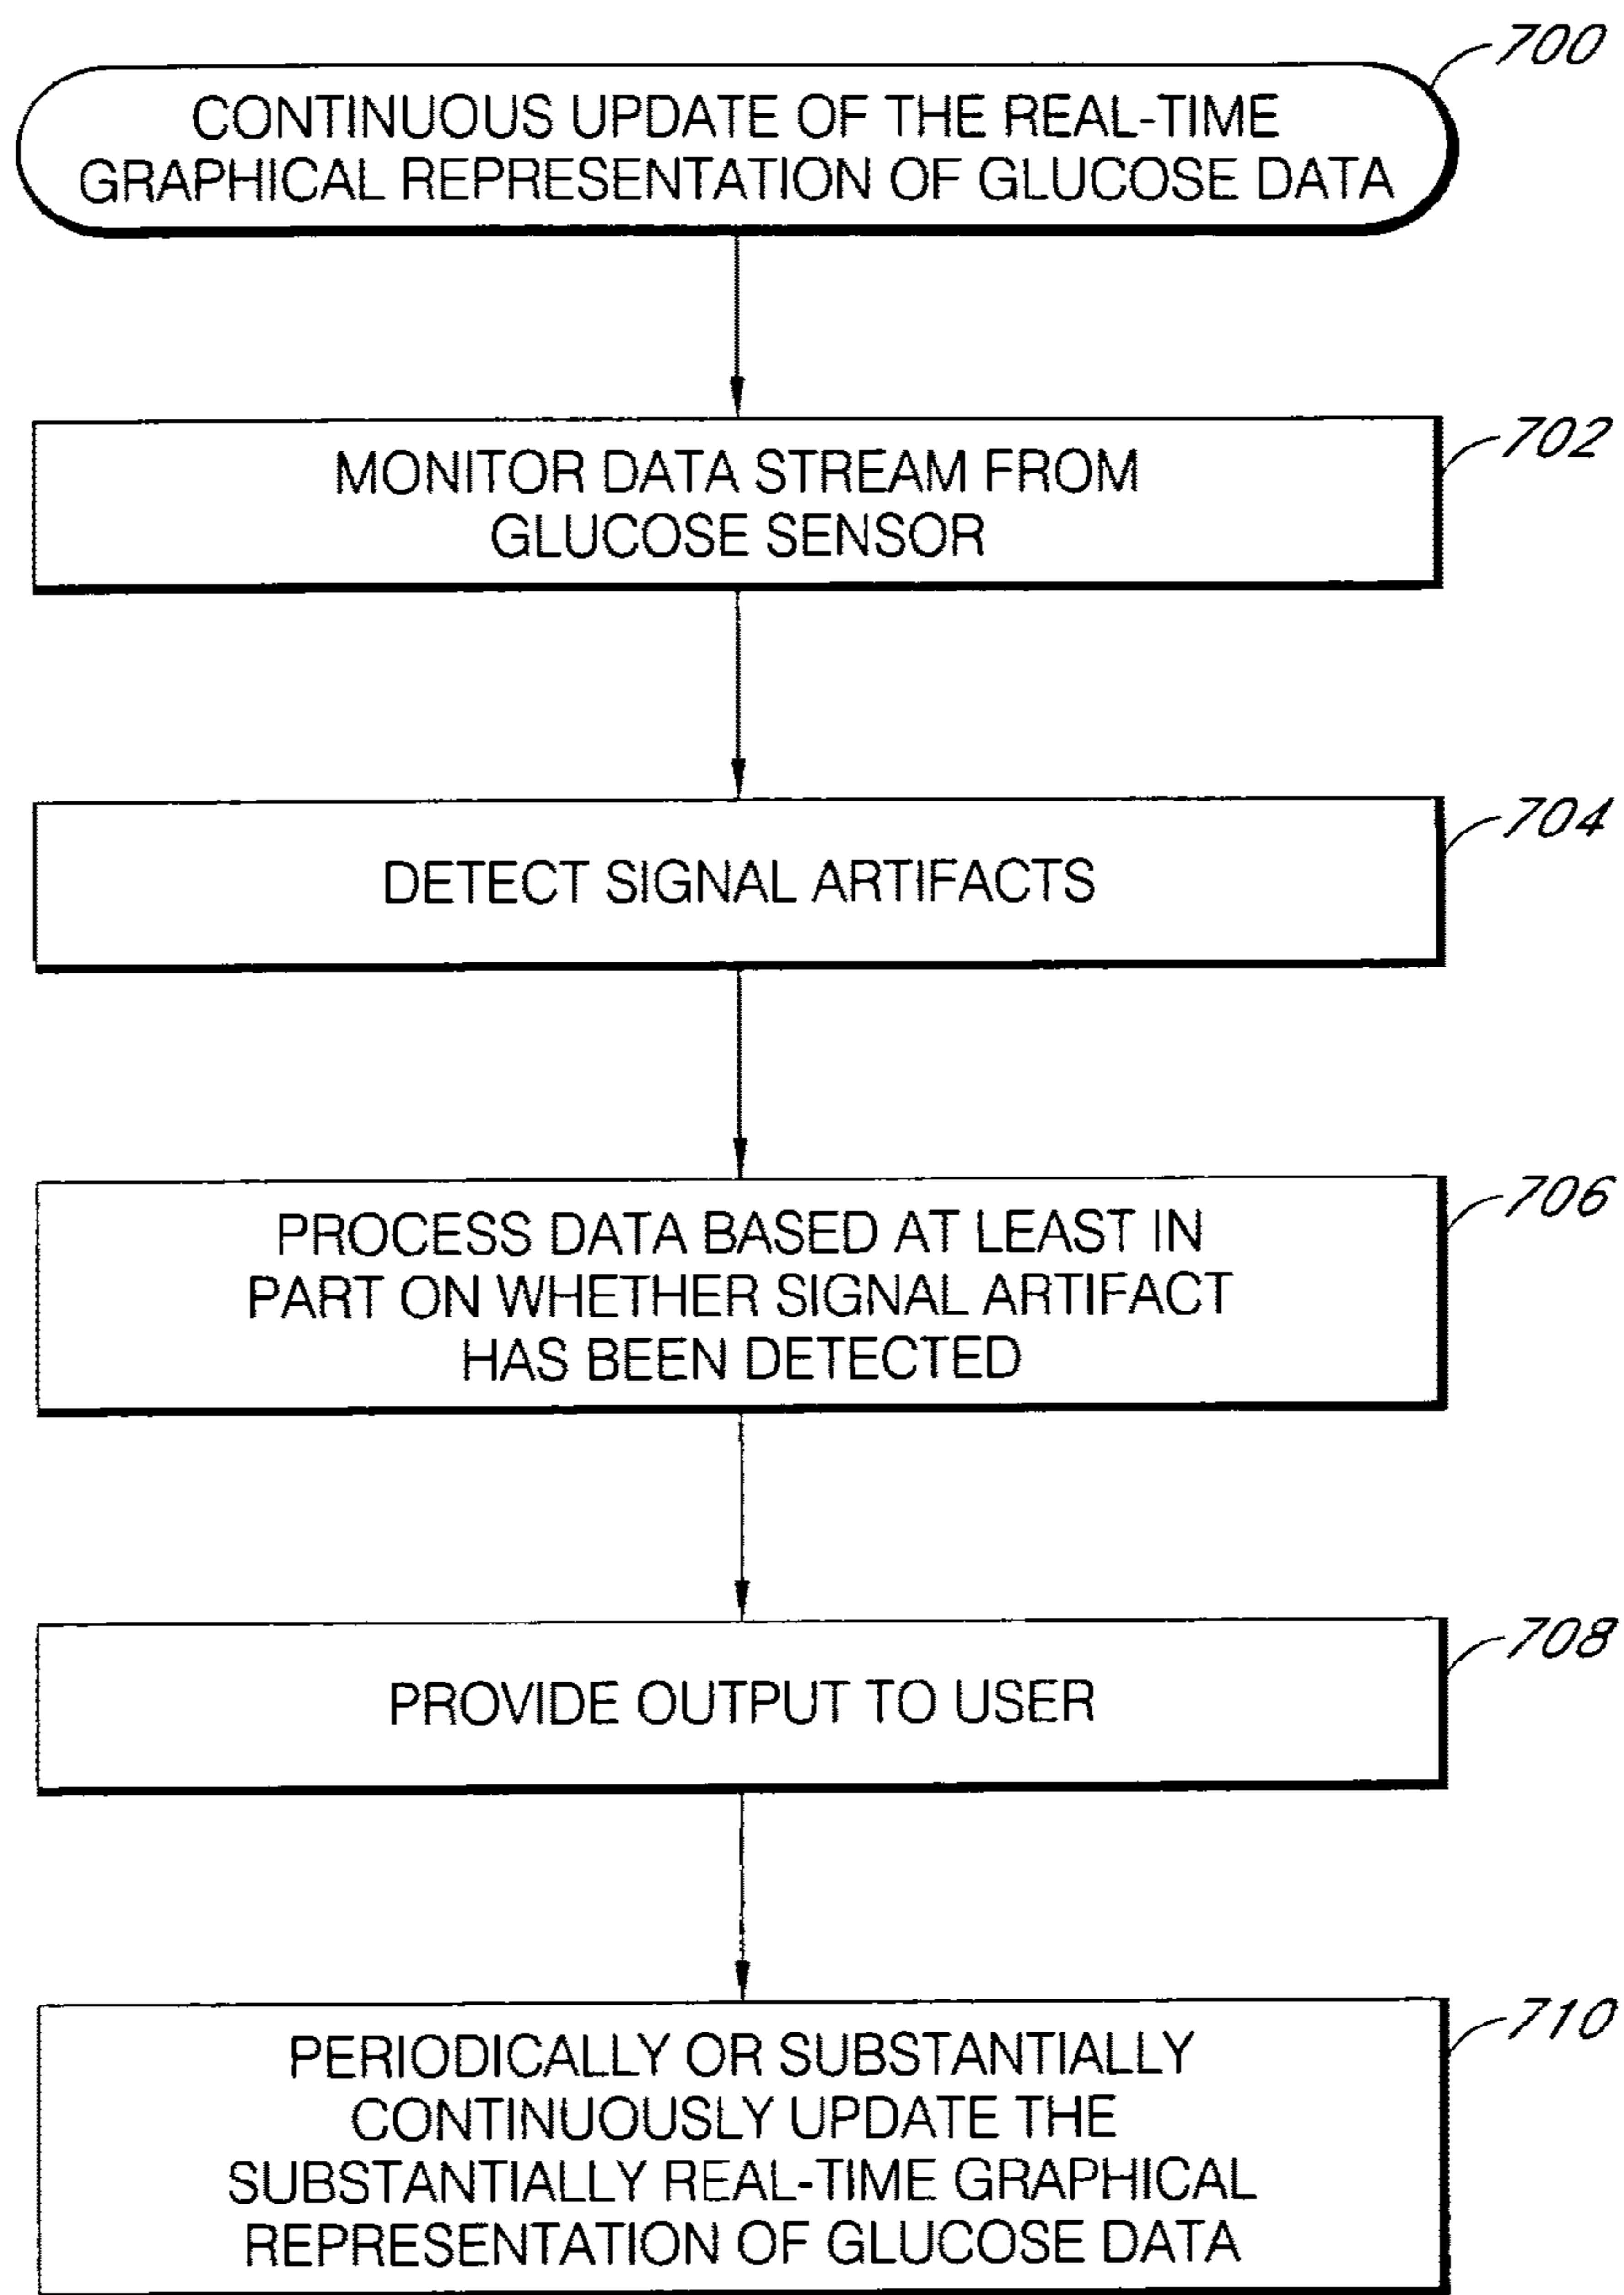 700
CONTINUOUS UPDATE OF THE REAL-TIME
GRAPHICAL REPRESENTATION OF GLUCOSE DATA
702
MONITOR DATA STREAM FROM
GLUCOSE SENSOR
704
DETECT SIGNAL ARTIFACTS
706
PROCESS DATA BASED AT LEAST IN
PART ON WHETHER SIGNAL ARTIFACT
HAS BEEN DETECTED
708
PROVIDE OUTPUT TO USER
710
PERIODICALLY OR SUBSTANTIALLY
CONTINUOUSLY UPDATE THE
SUBSTANTIALLY REAL-TIME GRAPHICAL
REPRESENTATION OF GLUCOSE DATA